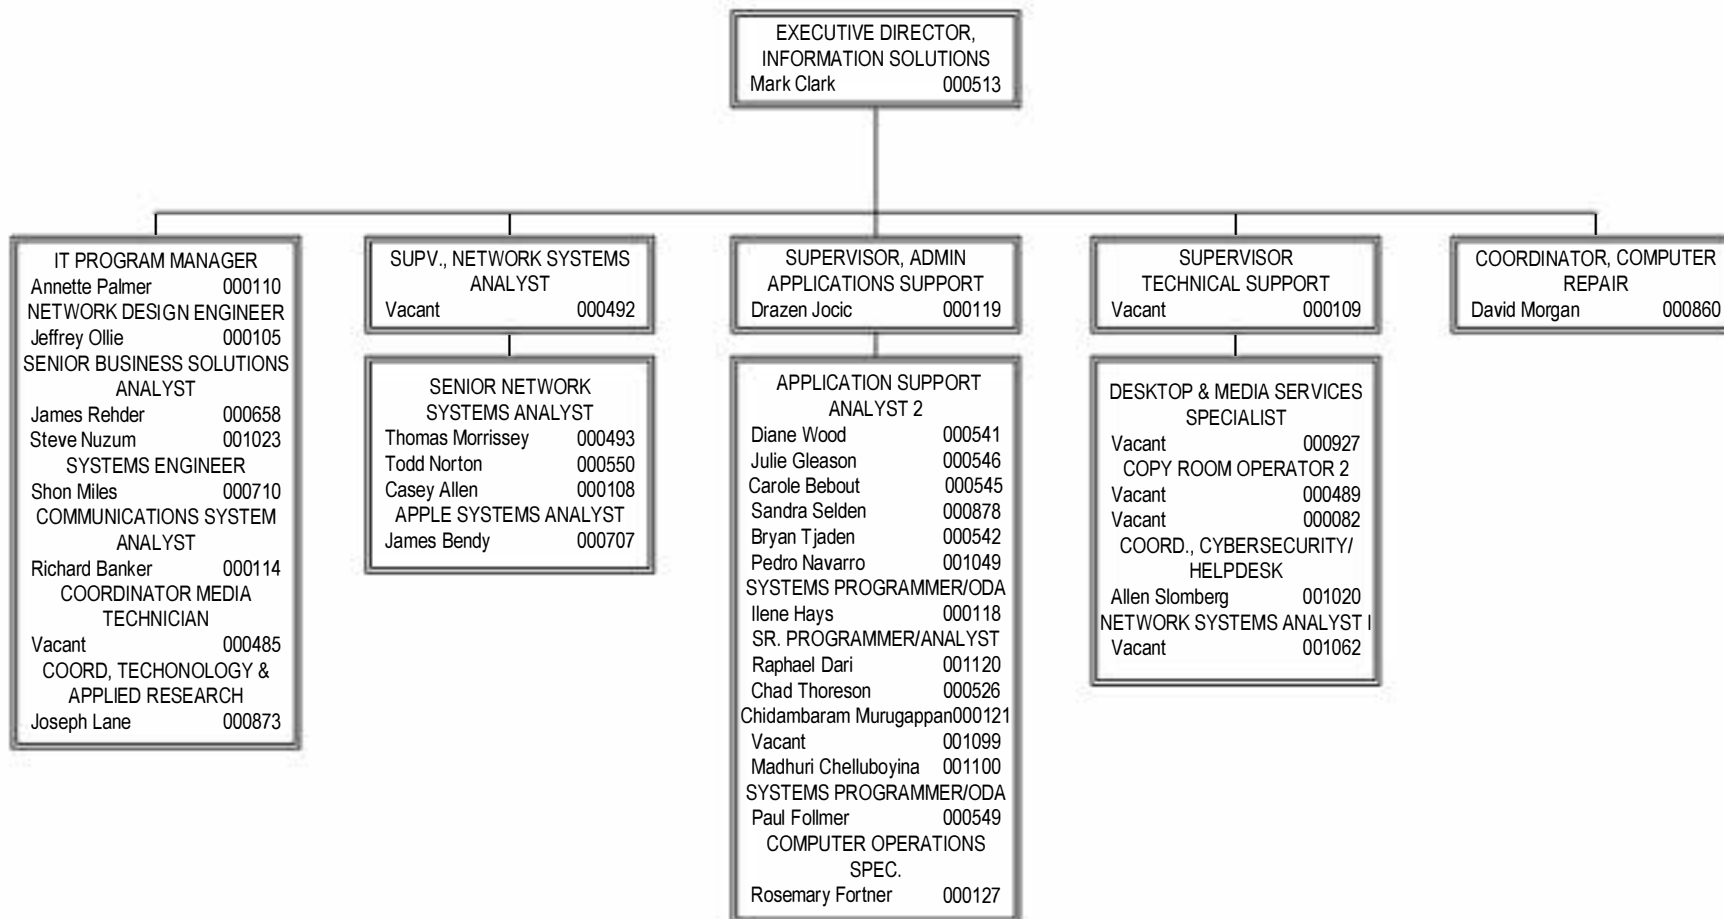 EXECUTIVE DIRECTOR,
INFORMATION SOLUTIONS
Mark Clark 000513
IT PROGRAM MANAGER
Annette Palmer 000110
NETWORK DESIGN ENGINEER
Jeffrey Ollie 000105
SENIOR BUSINESS SOLUTIONS
ANALYST
James Rehder 000658
Steve Nuzum 001023
SYSTEMS ENGINEER
Shon Miles 000710
COMMUNICATIONS SYSTEM
ANALYST
Richard Banker 000114
COORDINATOR MEDIA
TECHNICIAN
Vacant 000485
COORD, TECHONOLOGY &
APPLIED RESEARCH
Joseph Lane 000873
SUPV., NETWORK SYSTEMS
ANALYST
Vacant 000492
SENIOR NETWORK
SYSTEMS ANALYST
Thomas Morrissey 000493
Todd Norton 000550
Casey Allen 000108
APPLE SYSTEMS ANALYST
James Bendy 000707
SUPERVISOR, ADMIN
APPLICATIONS SUPPORT
Drazen Jocic 000119
APPLICATION SUPPORT
ANALYST 2
Diane Wood 000541
Julie Gleason 000546
Carole Bebout 000545
Sandra Selden 000878
Bryan Tjaden 000542
Pedro Navarro 001049
SYSTEMS PROGRAMMER/ODA
Ilene Hays 000118
SR. PROGRAMMER/ANALYST
Raphael Dari 001120
Chad Thoreson 000526
Chidambaram Murugappan000121
Vacant 001099
Madhuri Chelluboyina 001100
SYSTEMS PROGRAMMER/ODA
Paul Follmer 000549
COMPUTER OPERATIONS
SPEC.
Rosemary Fortner 000127
SUPERVISOR
TECHNICAL SUPPORT
Vacant 000109
DESKTOP & MEDIA SERVICES
SPECIALIST
Vacant 000927
COPY ROOM OPERATOR 2
Vacant 000489
Vacant 000082
COORD., CYBERSECURITY/
HELPDESK
Allen Slomberg 001020
NETWORK SYSTEMS ANALYST I
Vacant 001062
COORDINATOR, COMPUTER
REPAIR
David Morgan 000860